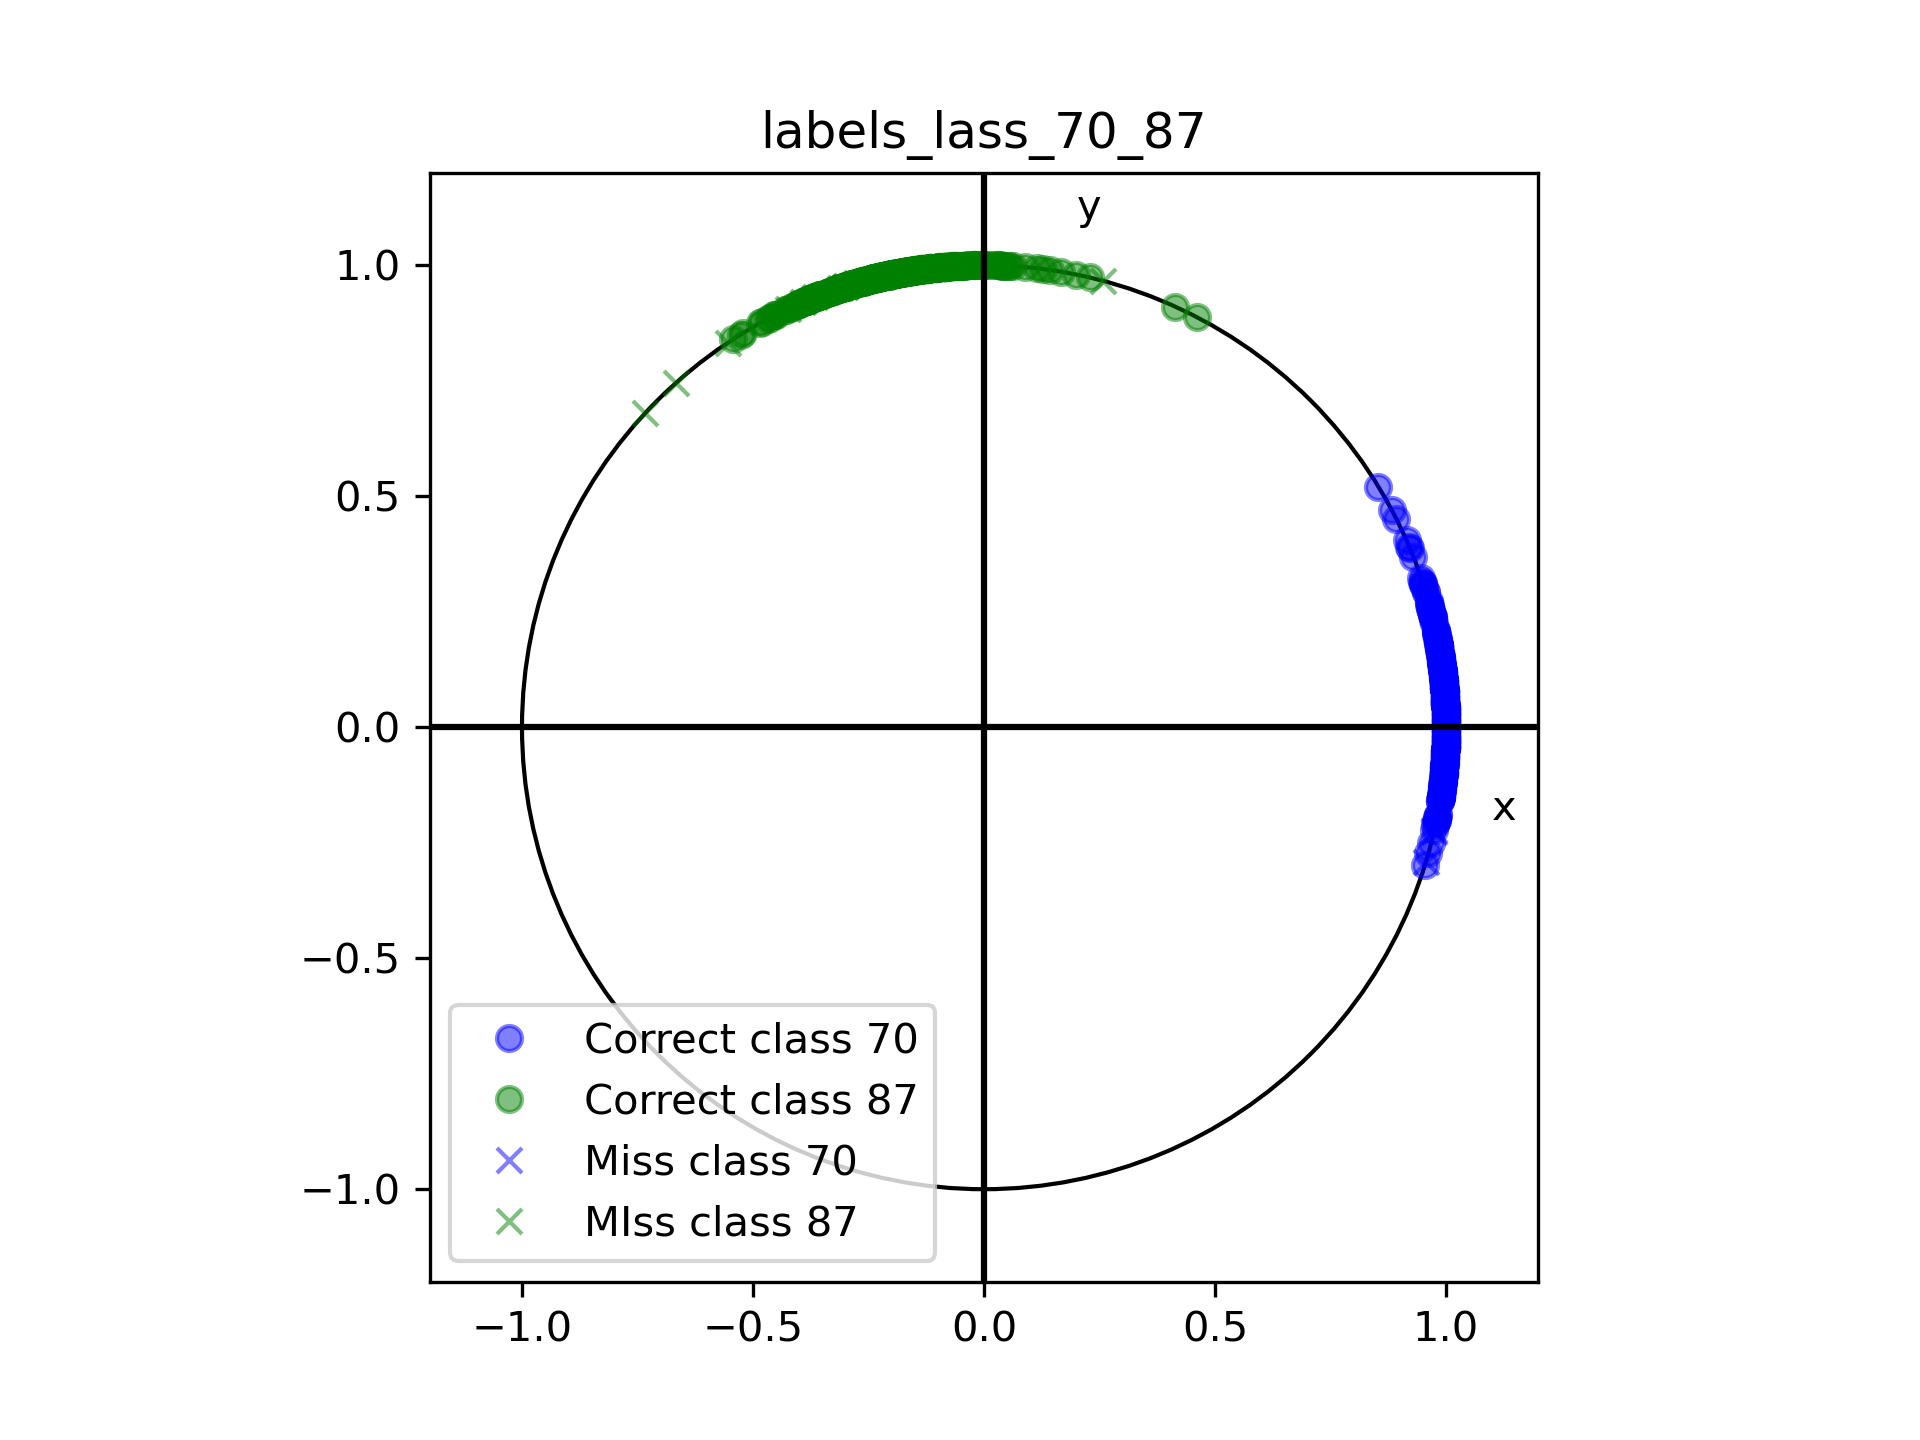 labels_lass_70_87
y
1.0
0.5
0.0
x
−0.5
−1.0
Correct class 70
Correct class 87
Miss class 70
MIss class 87
−1.0 −0.5 0.0 0.5 1.0